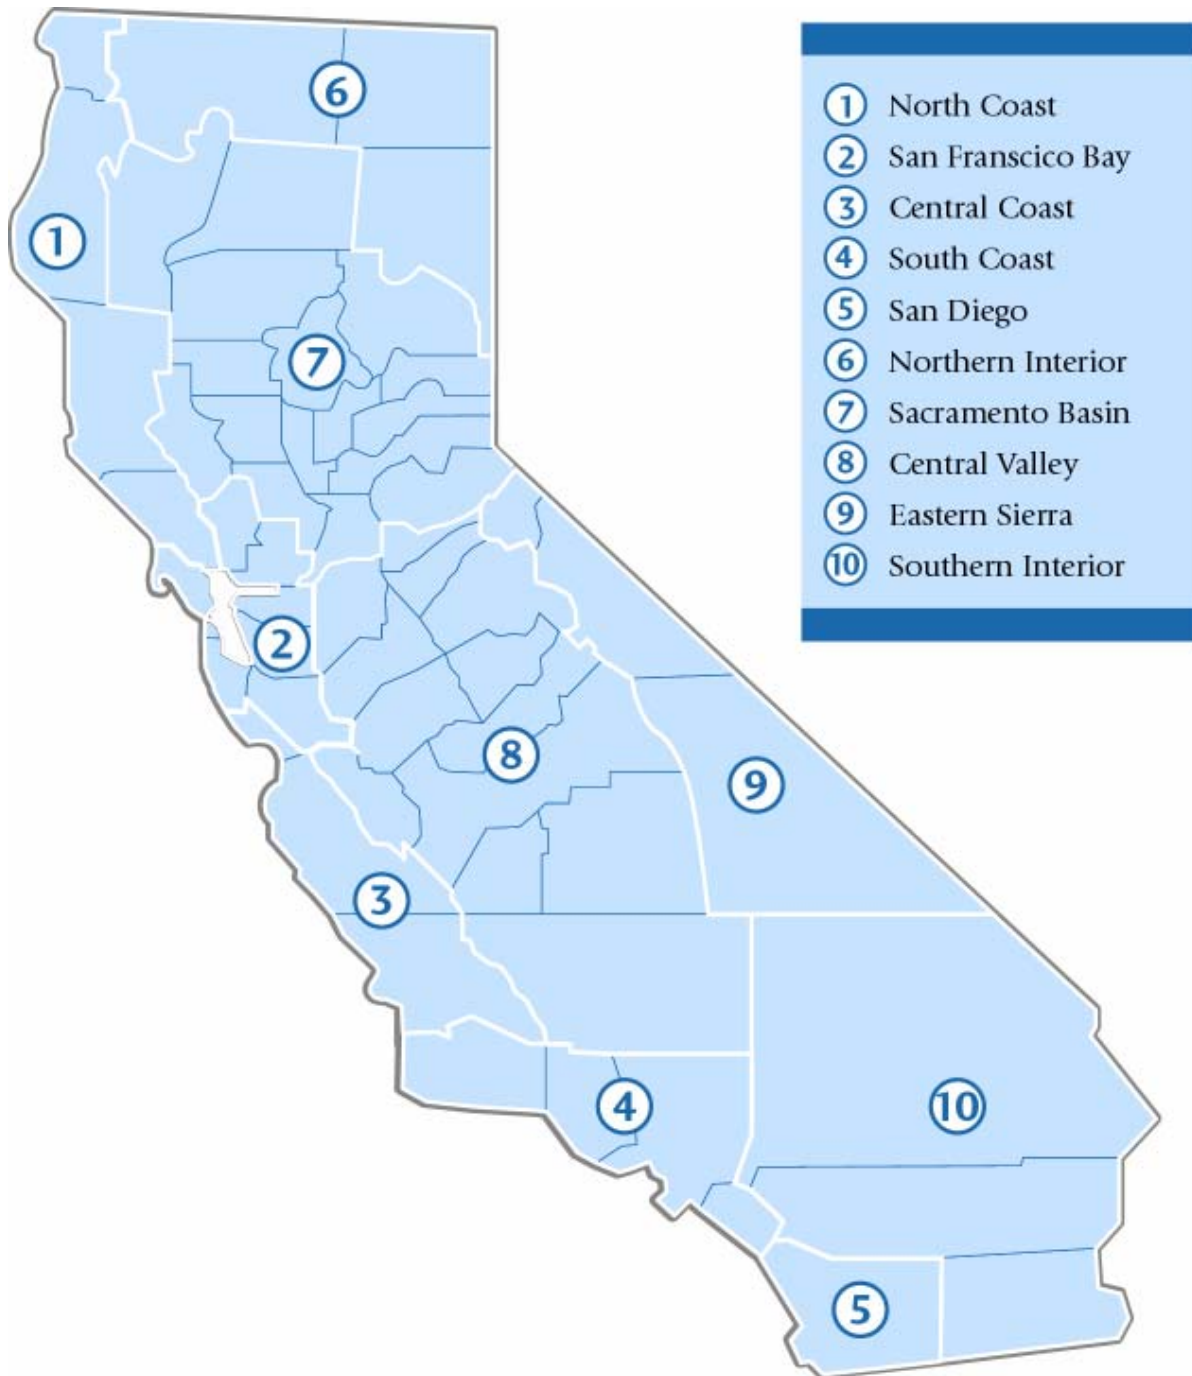 1 North Coast
2 San Franscico Bay
3 Central Coast
4 South Coast
5 San Diego
6 Northern Interior
7 Sacramento Basin
8 Central Valley
9 Eastern Sierra
10 Southern Interior
6
1
7
2
8
9
3
4
10
5